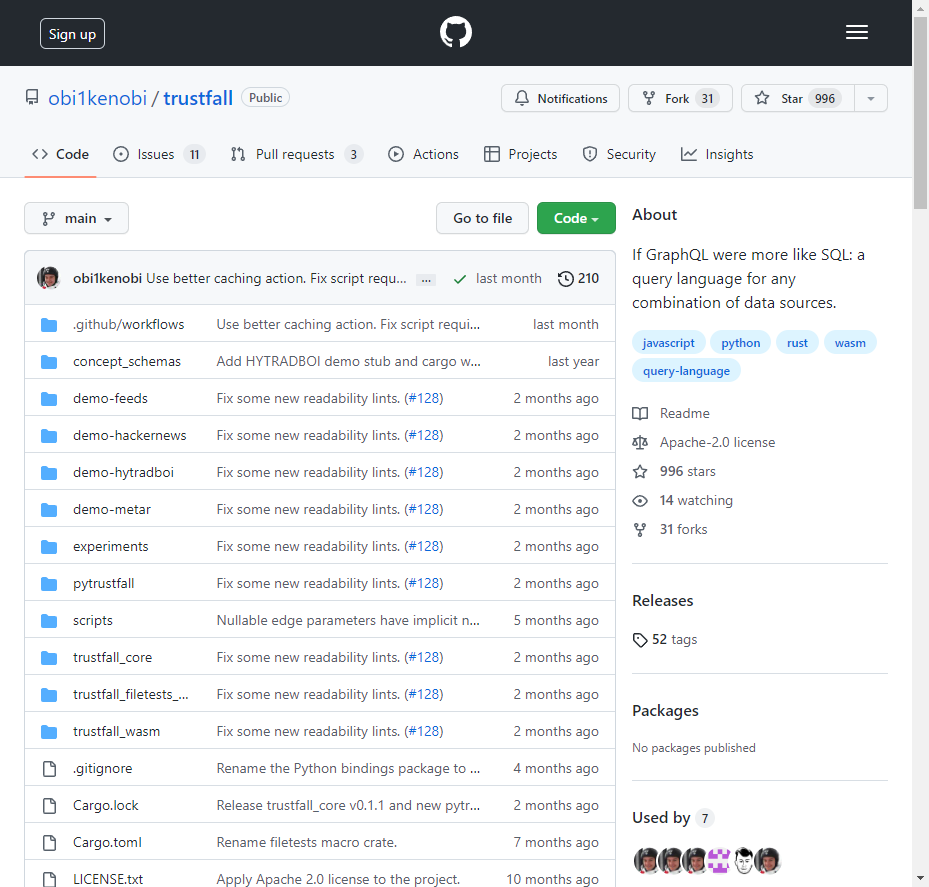 Sign up
obi1kenobi / trustfall Public
Notifications Fork 31 Star 996
Code Issues 11 Pull requests 3 Actions Projects Security Insights
main Go to file Code
obi1kenobi Use better caching action. Fix script requ... ... last month 210
.github/workflows Use better caching action. Fix script requi... last month
concept_schemas Add HYTRADBOI demo stub and cargo w... last year
demo-feeds Fix some new readability lints. (#128) 2 months ago
demo-hackernews Fix some new readability lints. (#128) 2 months ago
demo-hytradboi Fix some new readability lints. (#128) 2 months ago
demo-metar Fix some new readability lints. (#128) 2 months ago
experiments Fix some new readability lints. (#128) 2 months ago
pytrustfall Fix some new readability lints. (#128) 2 months ago
scripts Nullable edge parameters have implicit n... 5 months ago
trustfall_core Fix some new readability lints. (#128) 2 months ago
trustfall_filetests_... Fix some new readability lints. (#128) 2 months ago
trustfall_wasm Fix some new readability lints. (#128) 2 months ago
.gitignore Rename the Python bindings package to ... 4 months ago
Cargo.lock Release trustfall_core v0.1.1 and new pytr... 2 months ago
Cargo.toml Rename filetests macro crate. 7 months ago
LICENSE.txt Apply Apache 2.0 license to the project. 10 months ago
About
If GraphQL were more like SQL: a
query language for any
combination of data sources.
javascript python rust wasm
query-language
Readme
Apache-2.0 license
996 stars
14 watching
31 forks
Releases
52 tags
Packages
No packages published
Used by 7